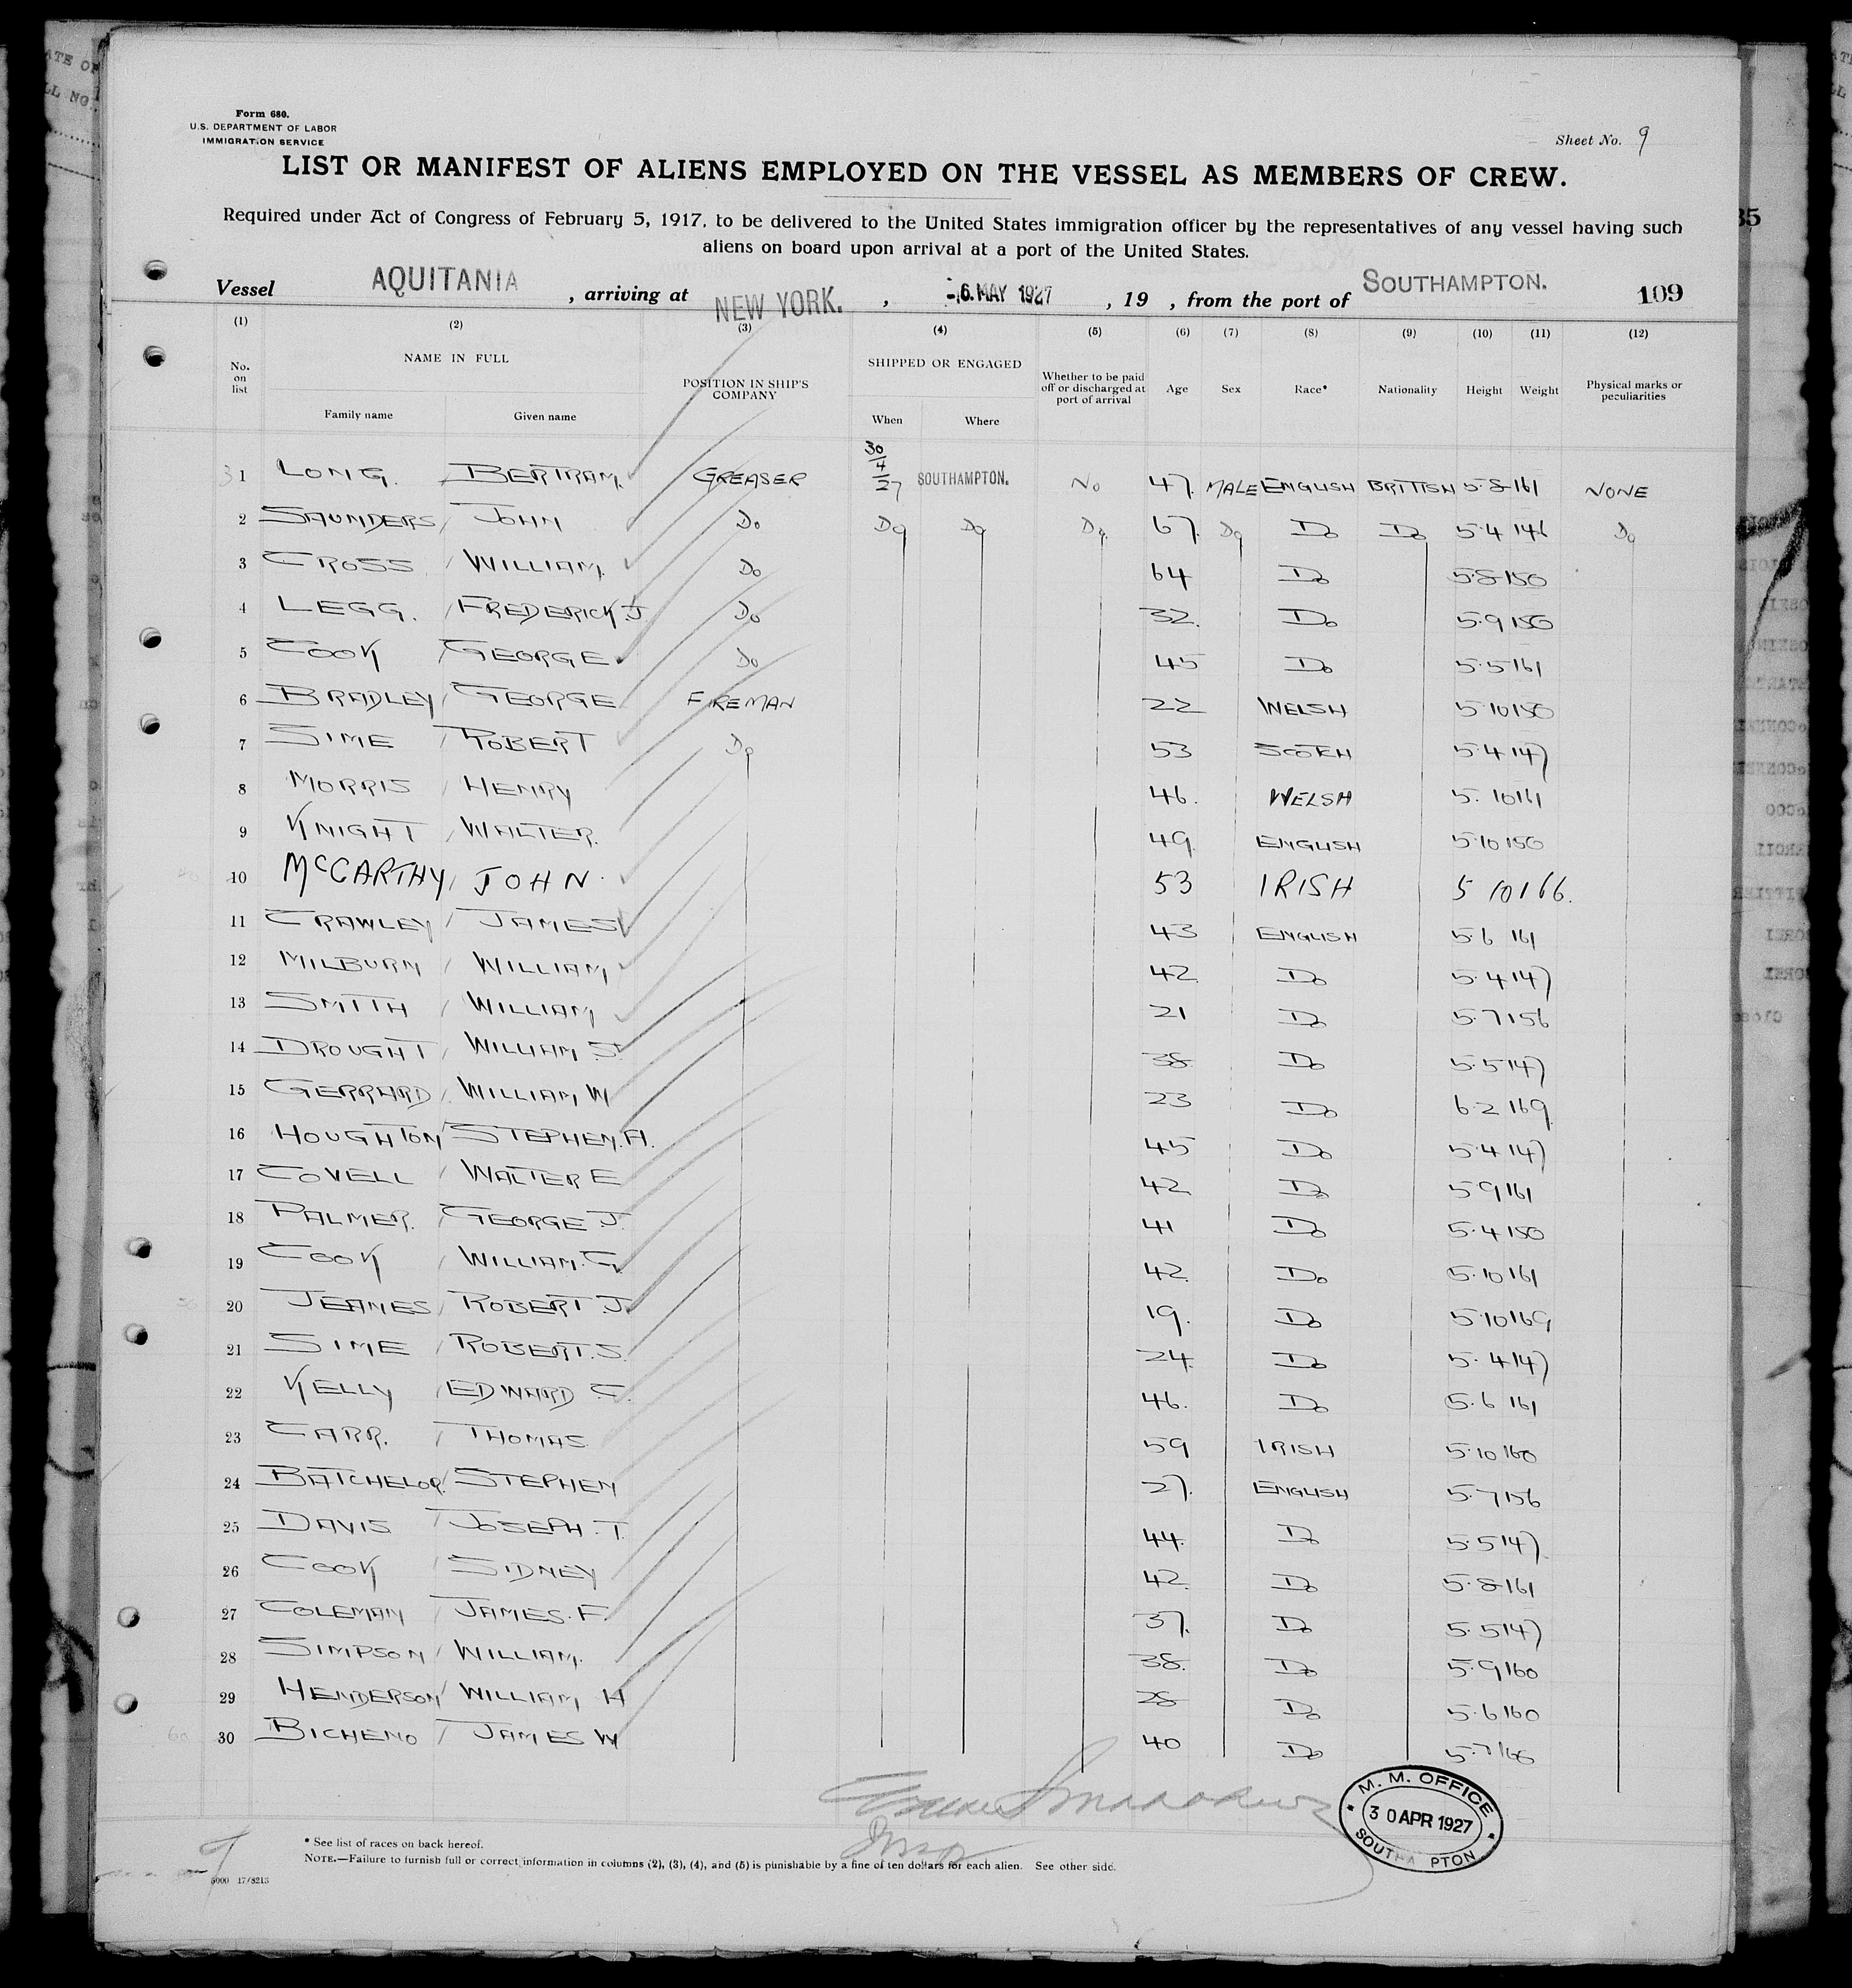 Form 680.
U.S. DEPARTMENT OF LABOR
IMMIGRATION SERVICE
Sheet No. 9
LIST OR MANIFEST OF ALIENS EMPLOYED ON THE VESSEL AS MEMBERS OF CREW.
Required under Act of Congress of February 5, 1917, to be delivered to the United States immigration officer by the representatives of any vessel having such
aliens on board upon arrival at a port of the United States.
Vessel AQUITANIA , arriving at NEW YORK. , -6. MAY 1927 , 19 , from the port of SOUTHAMPTON. 109
(1) (2) (3) (4) (5) (6) (7) (8) (9) (10) (11) (12)
No. on list NAME IN FULL Family name Given name POSITION IN SHIP'S COMPANY SHIPPED OR ENGAGED When Where Whether to be paid off or discharged at port of arrival Age Sex Race* Nationality Height Weight Physical marks or peculiarities
1 LONG. BERTRAM. GREASER 30/4/27 SOUTHAMPTON. No 47. MALE ENGLISH BRITISH 5.8 161 NONE
2 SAUNDERS, JOHN Do Do Do Do 67. Do Do Do 5.4 146 Do
3 CROSS WILLIAM. Do 64 Do 5.8 150
4 LEGG. FREDERICK J. Do 32. Do 5.9 150
5 COOK GEORGE Do 45 Do 5.5 161
6 BRADLEY GEORGE FIREMAN 22 WELSH 5.10 150
7 SIME ROBERT Do 53 SCOTCH 5.4 147
8 MORRIS HENRY 46. WELSH 5.10 161
9 KNIGHT WALTER. 49. ENGLISH 5.10 150
10 McCARTHY, JOHN. 53 IRISH 5 10 166.
11 CRAWLEY JAMES 43 ENGLISH 5.6 161
12 MILBURN WILLIAM 42 Do 5.4 147
13 SMITH WILLIAM 21 Do 5.7 156
14 DROUGHT WILLIAM S. 38 Do 5.5 147
15 GERRARD WILLIAM W 23 Do 6.2 169
16 HOUGHTON STEPHEN. A. 45 Do 5.4 147
17 COVELL WALTER E 42 Do 5 9 161
18 PALMER. GEORGE J. 41 Do 5.4 150
19 COOK WILLIAM. G. 42. Do 5.10 161
20 JEAMES ROBERT J. 19. Do 5.10 169
21 SIME ROBERT. S. 24. Do 5.4 147
22 KELLY EDWARD C. 46. Do 5.6 161
23 CARR. THOMAS 59 IRISH 5.10 160
24 BATCHELOR. STEPHEN 27. ENGLISH 5.7 156
25 DAVIS JOSEPH. T. 44. Do 5.5 147
26 COOK SIDNEY 42. Do 5.8 161
27 COLEMAN JAMES. F. 37. Do 5.5 147
28 SIMPSON WILLIAM. 38. Do 5.9 160
29 HENDERSON WILLIAM H 28 Do 5.6 160
30 BICHENO JAMES W 40 Do 5.7
M. M. OFFICE
30 APR 1927
SOUTHA PTON
* See list of races on back hereof.
NOTE.—Failure to furnish full or correct information in columns (2), (3), (4), and (5) is punishable by a fine of ten dollars for each alien. See other side.
5000 17/8213